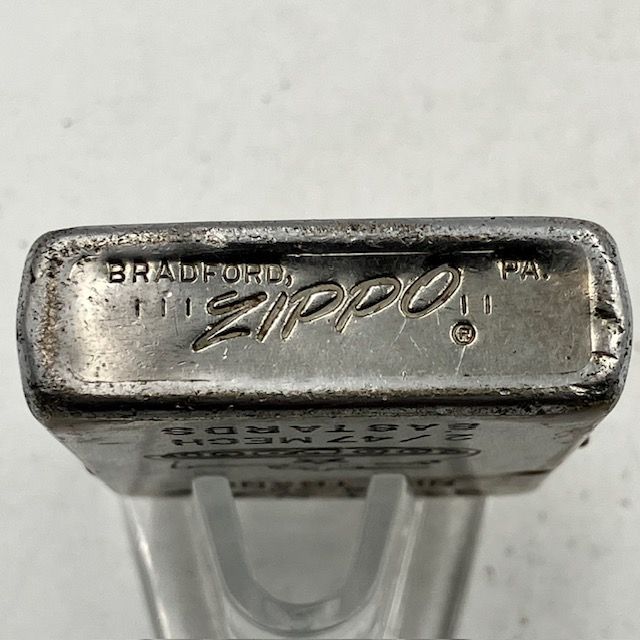 BRADFORD, PA.
III ZIPPO II
®
2/47 MECH
BASTARDS